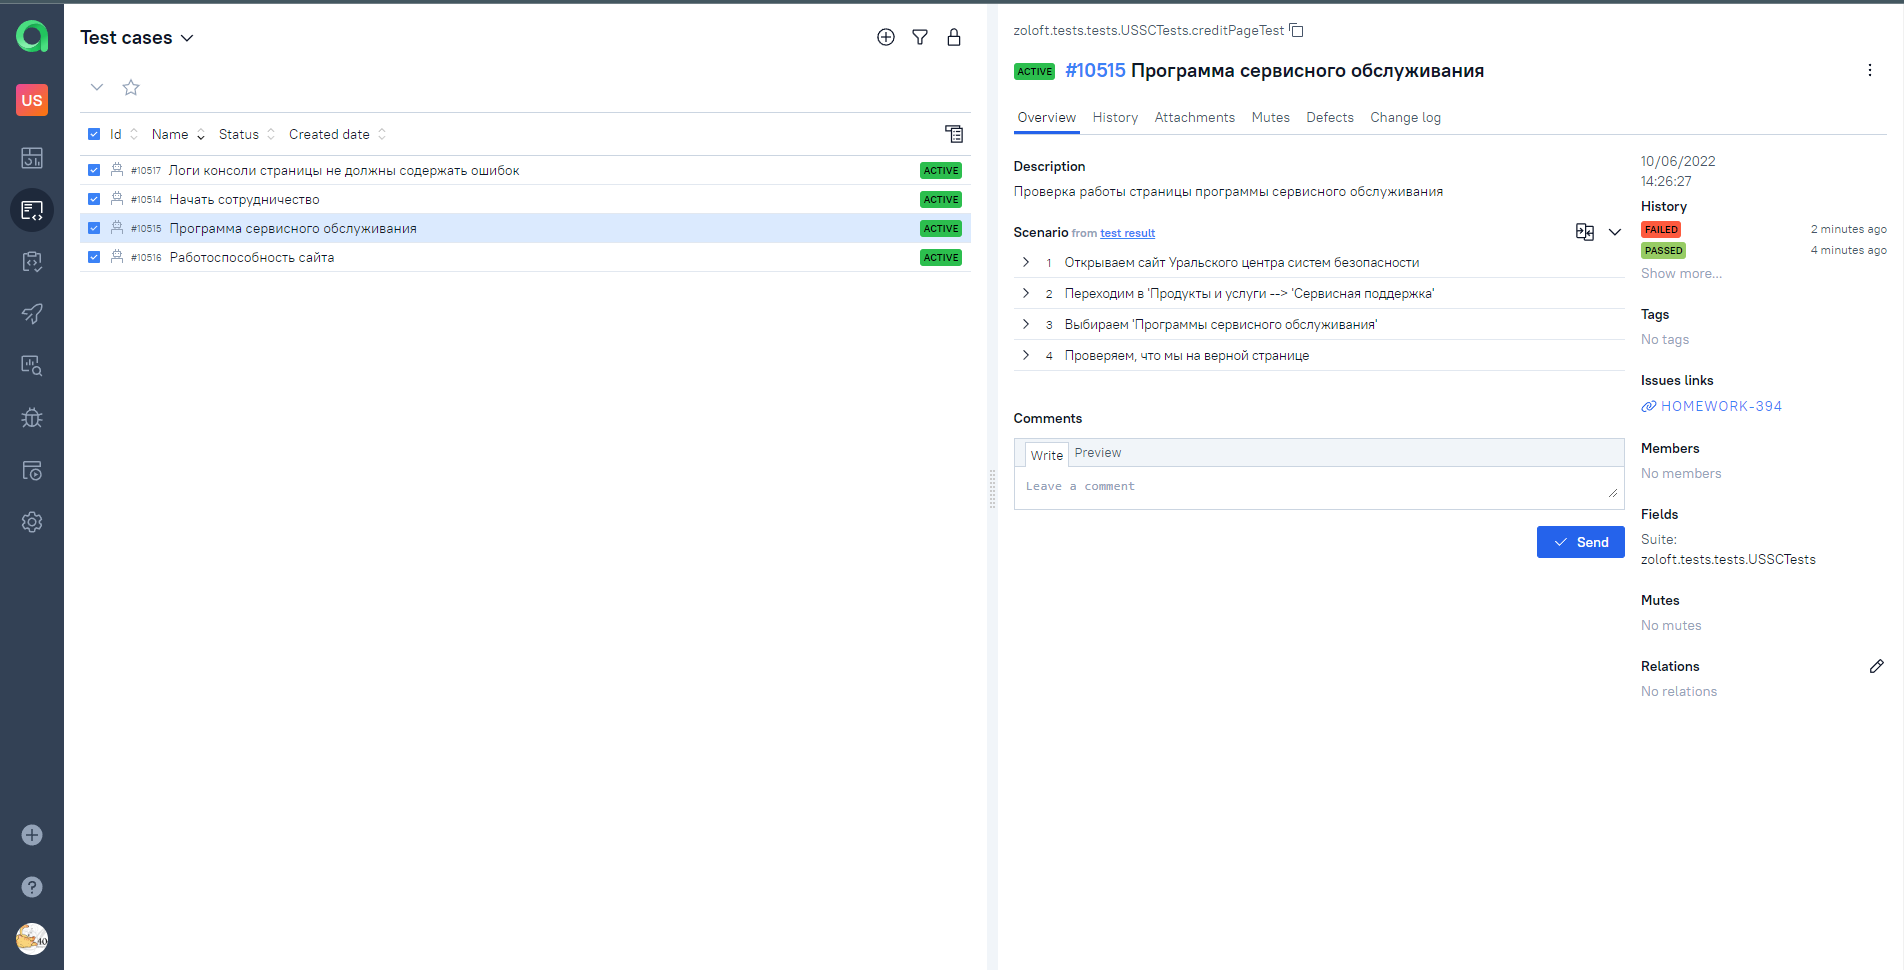 US
Test cases
Id Name Status Created date
#10517 Логи консоли страницы не должны содержать ошибок ACTIVE
#10514 Начать сотрудничество ACTIVE
#10515 Программа сервисного обслуживания ACTIVE
#10516 Работоспособность сайта ACTIVE
zoloft.tests.tests.USSCTests.creditPageTest
ACTIVE #10515 Программа сервисного обслуживания
Overview History Attachments Mutes Defects Change log
Description
Проверка работы страницы программы сервисного обслуживания
Scenario from test result
1 Открываем сайт Уральского центра систем безопасности
2 Переходим в 'Продукты и услуги --> 'Сервисная поддержка'
3 Выбираем 'Программы сервисного обслуживания'
4 Проверяем, что мы на верной странице
Comments
Write Preview
Leave a comment
Send
10/06/2022
14:26:27
History
FAILED 2 minutes ago
PASSED 4 minutes ago
Show more...
Tags
No tags
Issues links
HOMEWORK-394
Members
No members
Fields
Suite:
zoloft.tests.tests.USSCTests
Mutes
No mutes
Relations
No relations